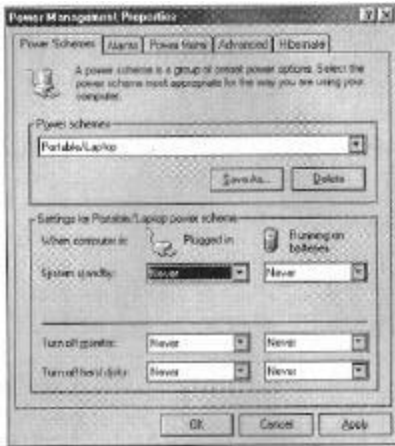 Power Management Properties
Power Schemes Alarms Power Meter Advanced Hibernate
A power scheme is a group of preset power options. Select the
power scheme most appropriate for the way you are using your
computer.
Power schemes
Portable/Laptop
Save As... Delete
Settings for Portable/Laptop power scheme
When computer is: Plugged in Running on
batteries
System standby: Never Never
Turn off monitor: Never Never
Turn off hard disks: Never Never
OK Cancel Apply